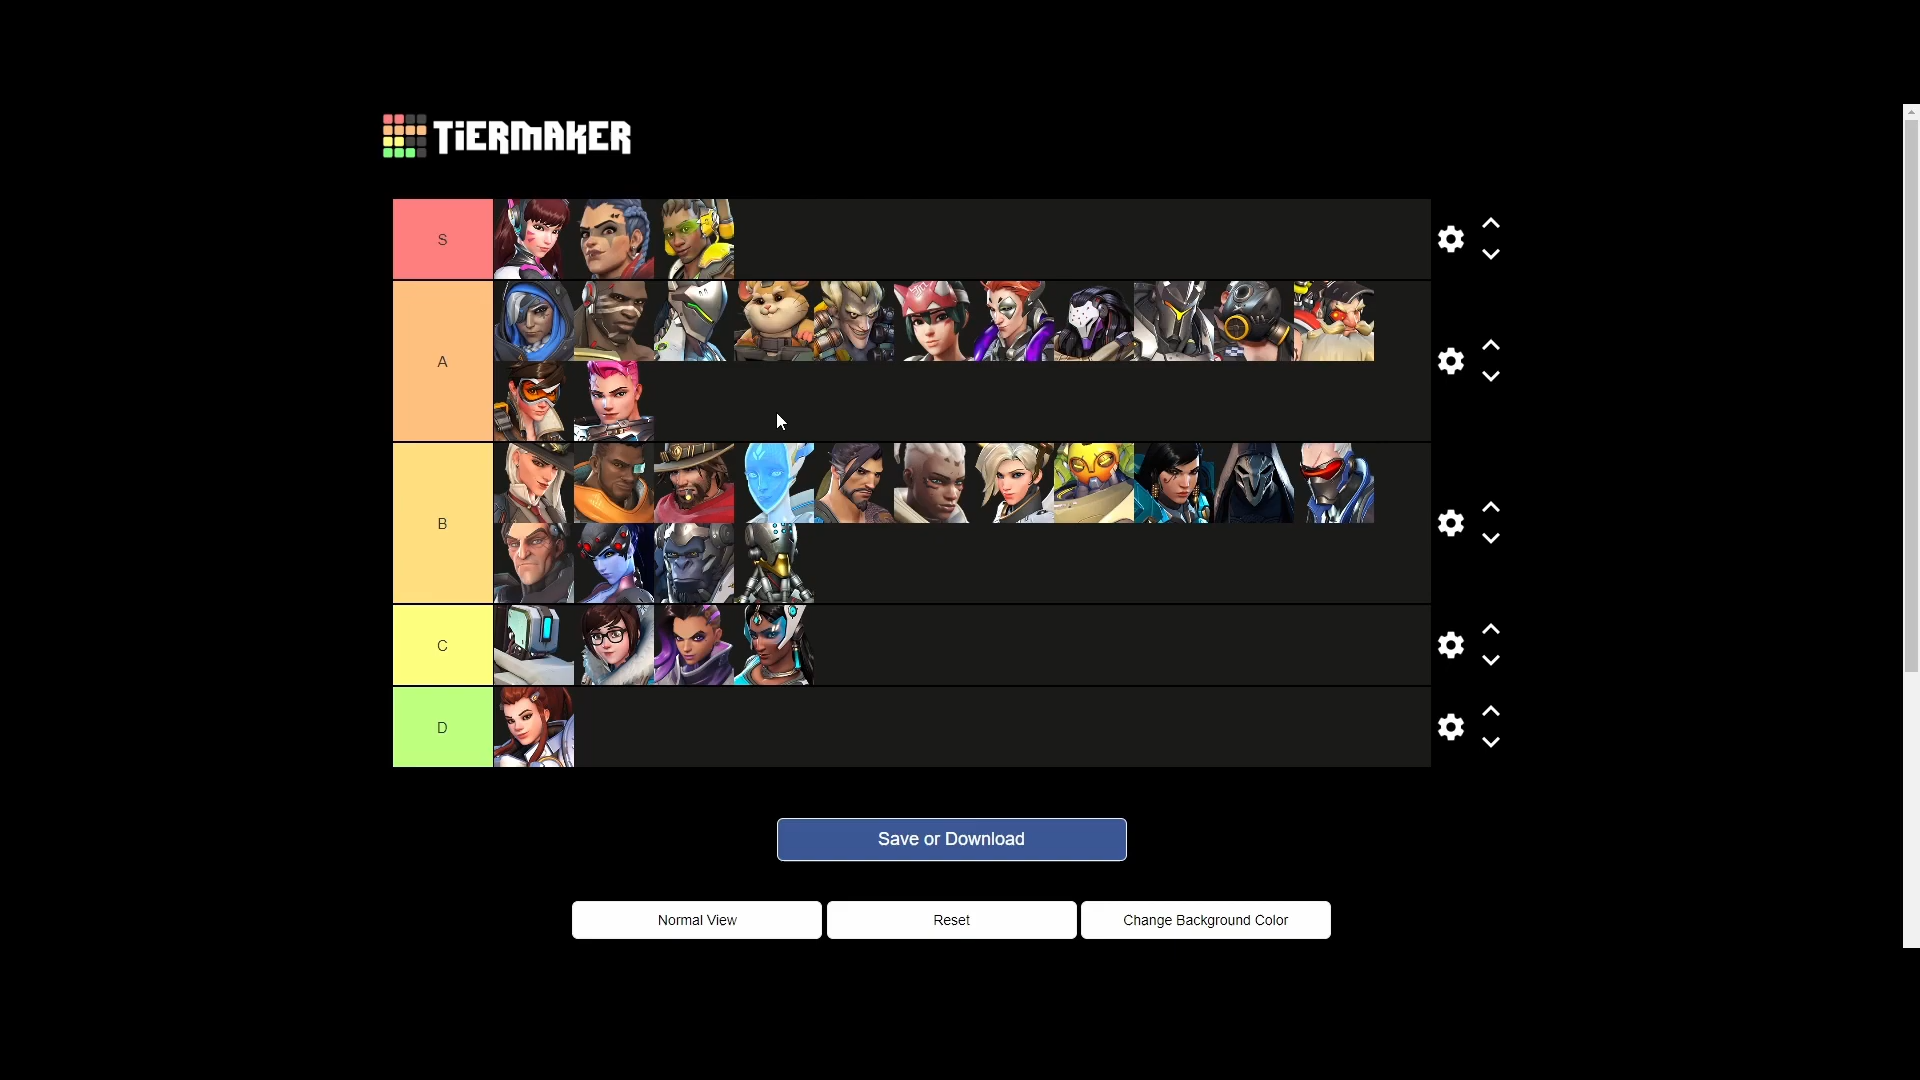 TiERMAKER
S
A
B
C
D
Save or Download
Normal View
Reset
Change Background Color